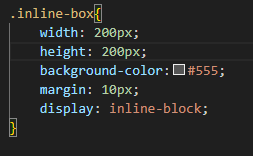 .inline-box{
width: 200px;
height: 200px;
background-color:#555;
margin: 10px;
display: inline-block;
}